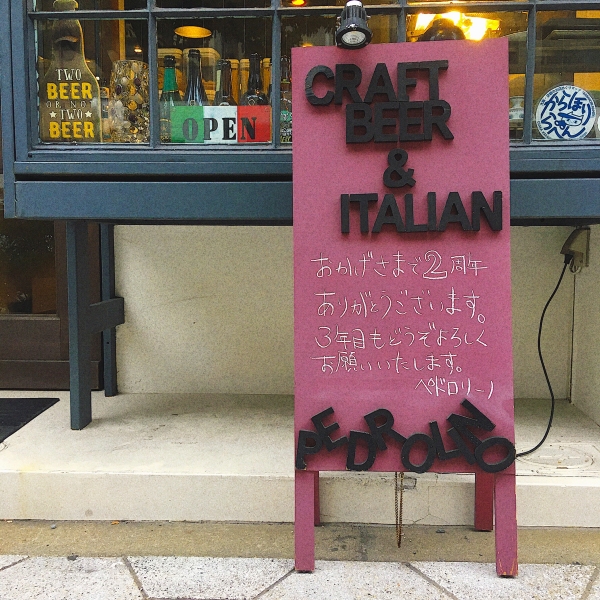 TWO
BEER
OR NOT
TWO
BEER
OPEN
CRAFT
BEER
&
ITALIAN
おかげさまで2周年
ありがとうございます。
3年目もどうぞよろしく
お願いいたします。
ペドロリーノ
PEDROLINO